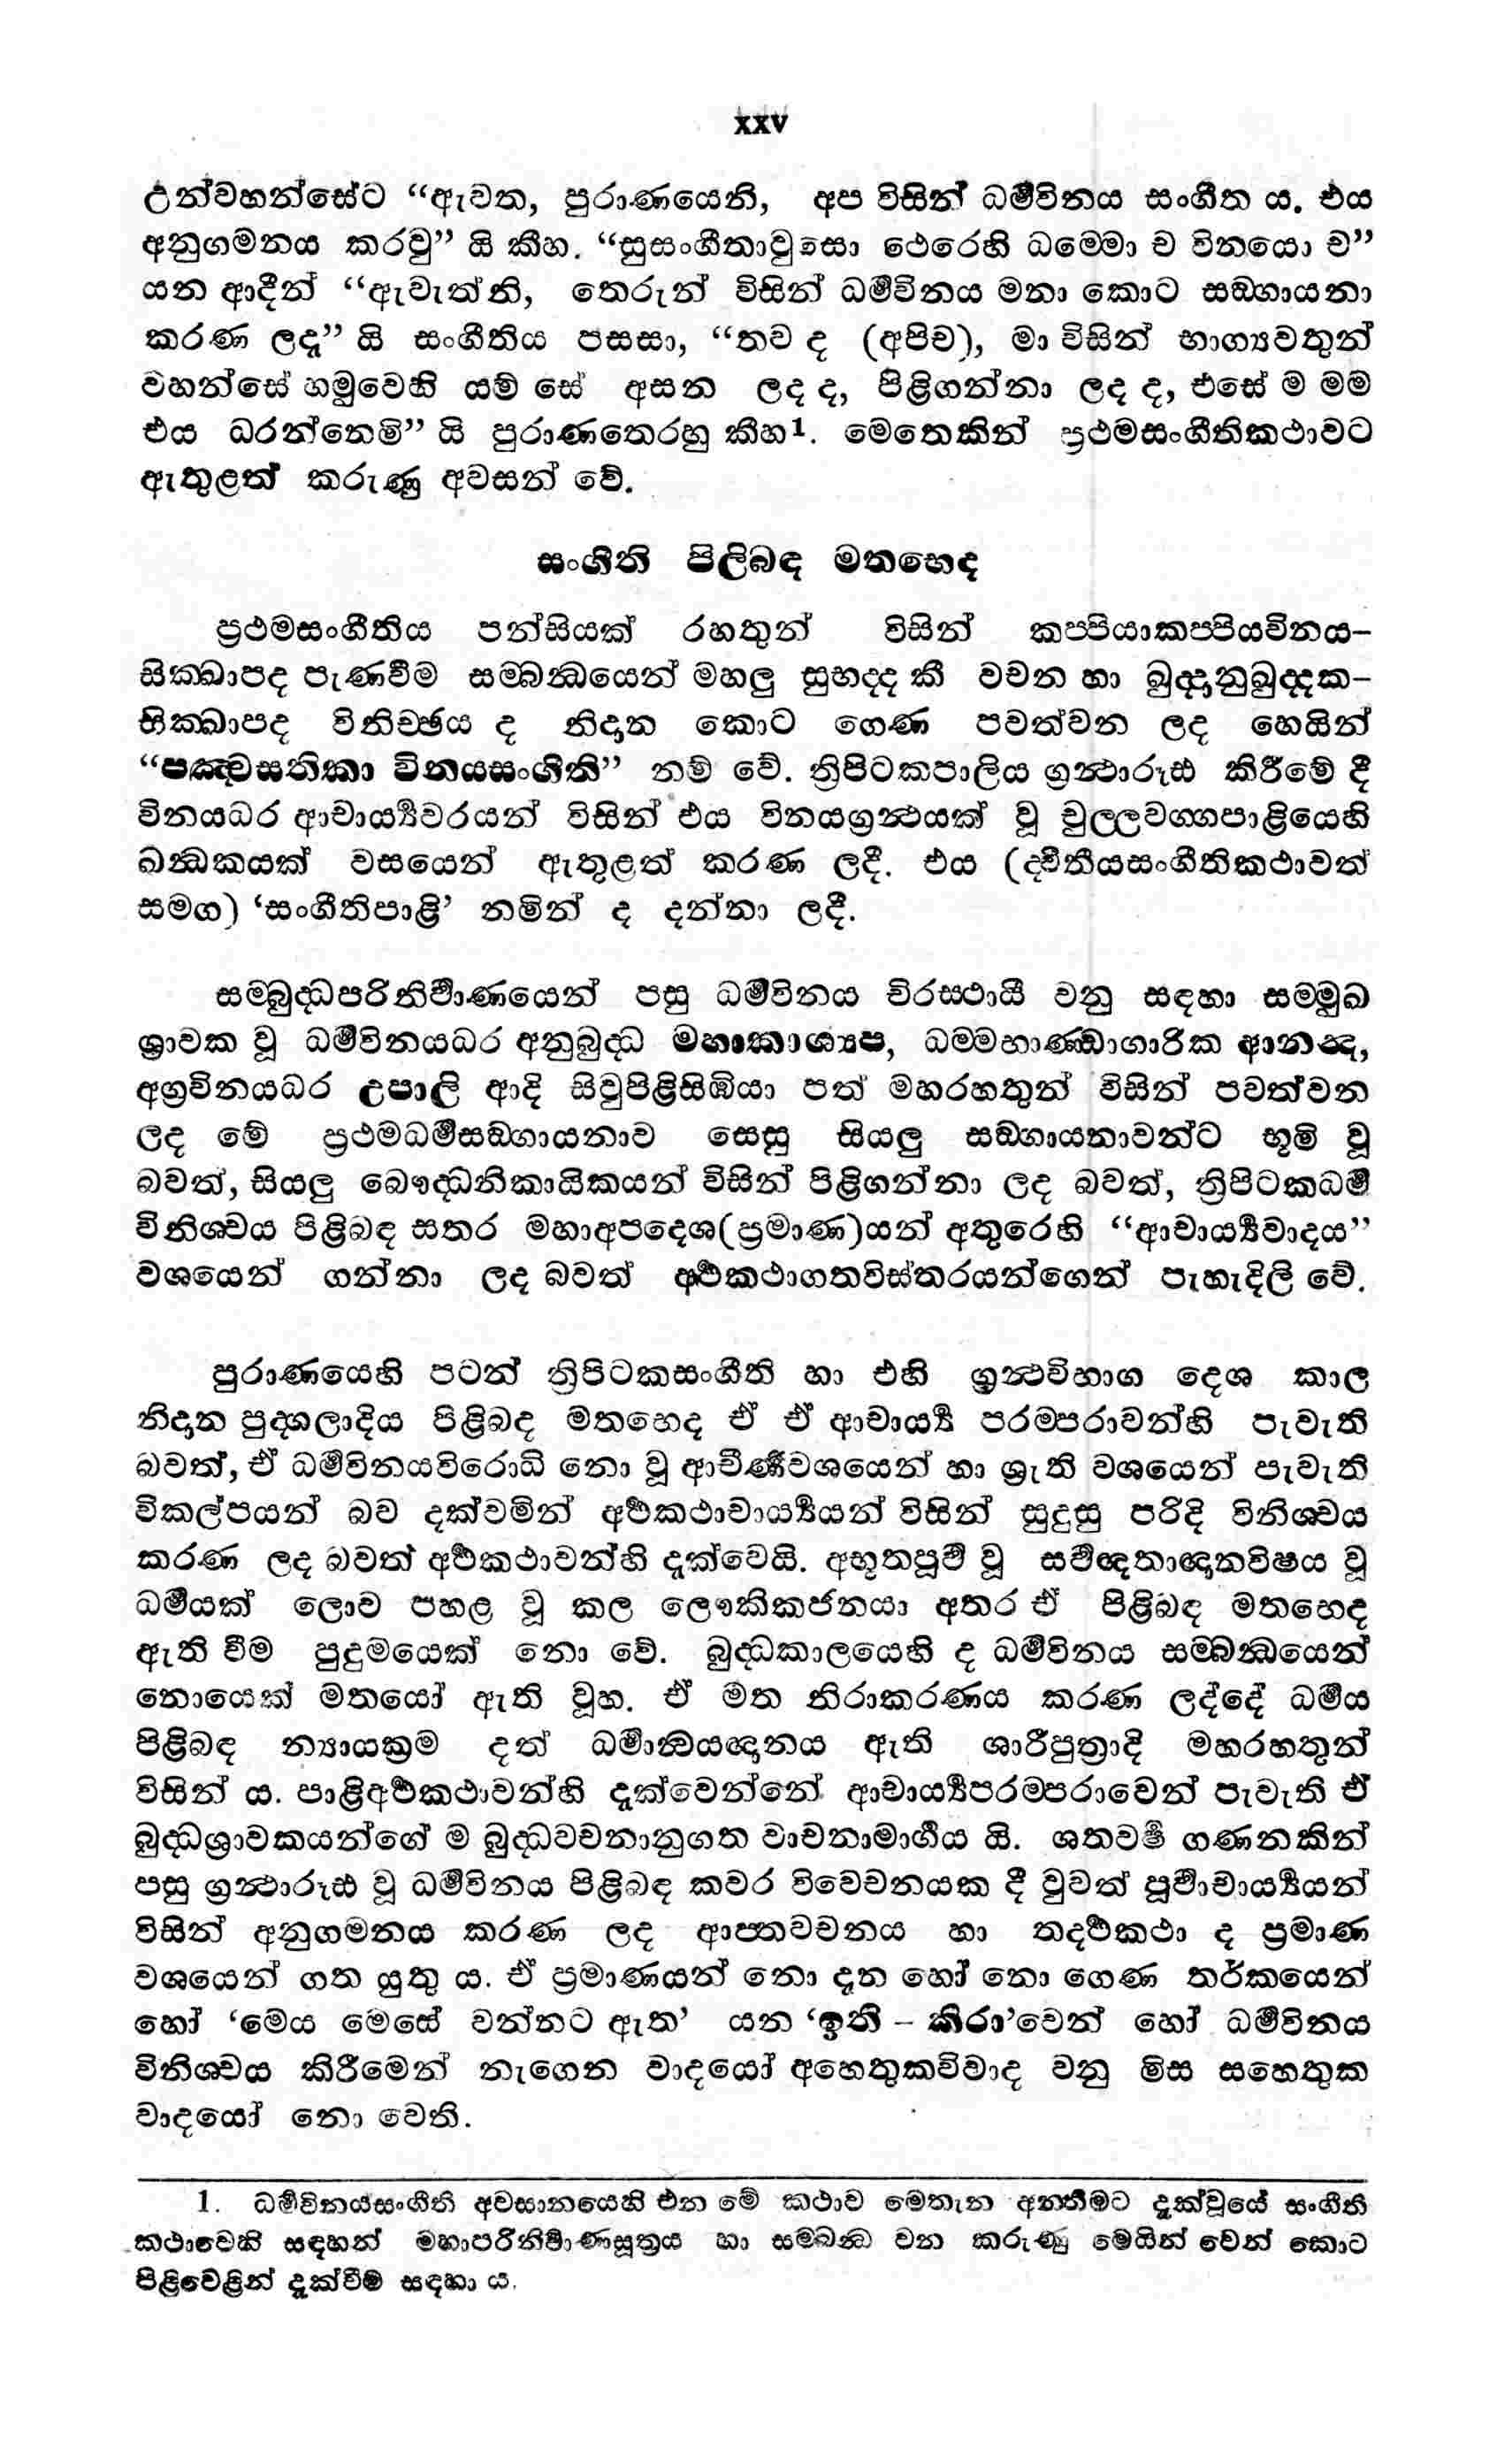 xxv
උන්වහන්සේට “ඇවත, පුරාණයෙනි, අප විසින් ධර්‍මවිනය සංගීත ය. එය
අනුගමනය කරවු” යි කීහ. “සුසංගීතාවුසො ථෙරෙහි ධම්මො ච විනයො ච”
යන ආදීන් “ඇවැත්නි, තෙරුන් විසින් ධර්‍මවිනය මනා කොට සඞ්ගායනා
කරණ ලදැ” යි සංගීතිය පසසා, “තව ද (අපිච), මා විසින් භාග්‍යවතුන්
වහන්සේ හමුවෙහි යම් සේ අසන ලද ද, පිළිගන්නා ලද ද, එසේ ම මම
එය ධරන්නෙමි” යි පුරාණතෙරහු කීහ1. මෙතෙකින් ප්‍රථමසංගීතිකථාවට
ඇතුළත් කරුණු අවසන් වේ.
සංගීති පිලිබඳ මතභෙද
ප්‍රථමසංගීතිය පන්සියක් රහතුන් විසින් කප්පියාකප්පියවිනය-
සික්ඛාපද පැණවීම සම්බන්‍ධයෙන් මහලු සුභද්ද කී වචන හා ඛුද්දානුඛුද්දක-
සික්ඛාපද විනිච්ඡය ද නිදාන කොට ගෙණ පවත්වන ලද හෙයින්
“පඤ්චසතිකා විනයසංගීති” නම් වේ. ත්‍රිපිටකපාලිය ග්‍රන්‍ථාරූඪ කිරීමේ දී
විනයධර ආචාර්‍ය්‍යවරයන් විසින් එය විනයග්‍රන්‍ථයක් වූ චුල්ලවග්ගපාළියෙහි
ඛන්‍ධකයක් වසයෙන් ඇතුළත් කරණ ලදී. එය (ද්විතීයසංගීතිකථාවත්
සමග) ‘සංගීතිපාළි’ නමින් ද දන්නා ලදී.
සම්බුද්ධපරිනිර්‍වාණයෙන් පසු ධර්‍මවිනය චිරස්ථායී වනු සඳහා සම්මුඛ
ශ්‍රාවක වූ ධර්‍මවිනයධර අනුබුද්ධ මහාකාශ්‍යප, ධම්මභාණ්ඩාගාරික ආනන්‍ද,
අග්‍රවිනයධර උපාලි ආදි සිවුපිළිසිඹියා පත් මහරහතුන් විසින් පවත්වන
ලද මේ ප්‍රථමධර්‍මසඞ්ගායනාව සෙසු සියලු සඞ්ගායනාවන්ට භූමි වූ
බවත්, සියලු බෞද්ධනිකායිකයන් විසින් පිළිගන්නා ලද බවත්, ත්‍රිපිටකධර්‍ම
විනිශ්චය පිළිබඳ සතර මහාඅපදෙශ(ප්‍රමාණ)යන් අතුරෙහි “ආචාර්‍ය්‍යවාදය”
වශයෙන් ගන්නා ලද බවත් අර්‍ථකථාගතවිස්තරයන්ගෙන් පැහැදිලි වේ.
පුරාණයෙහි පටන් ත්‍රිපිටකසංගීති හා එහි ග්‍රන්‍ථවිභාග දෙශ කාල
නිදාන පුද්ගලාදිය පිළිබද මතභෙද ඒ ඒ ආචාර්‍ය්‍ය පරම්පරාවන්හි පැවැති
බවත්, ඒ ධර්‍මවිනයවිරොධි නො වූ ආචීර්‍ණවශයෙන් හා ශ්‍රැති වශයෙන් පැවැති
විකල්පයන් බව දක්වමින් අර්‍ථකථාචාර්‍ය්‍යයන් විසින් සුදුසු පරිදි විනිශ්චය
කරණ ලද බවත් අර්‍ථකථාවන්හි දැක්වෙයි. අභූතපූර්‍ව වූ සර්‍වඥතාඥානවිෂය වූ
ධර්‍මයක් ලොව පහළ වූ කල ලෞකිකජනයා අතර ඒ පිළිබඳ මතභෙද
ඇති වීම පුදුමයෙක් නො වේ. බුද්ධකාලයෙහි ද ධර්‍මවිනය සම්බන්‍ධයෙන්
නොයෙක් මතයෝ ඇති වූහ. ඒ මත නිරාකරණය කරණ ලද්දේ ධර්‍මය
පිළිබඳ න්‍යායක්‍රම දත් ධර්‍මාන්‍වයඥානය ඇති ශාරීපුත්‍රාදි මහරහතුන්
විසින් ය. පාළිඅර්‍ථකථාවන්හි දැක්වෙන්නේ ආචාර්‍ය්‍යපරම්පරාවෙන් පැවැති ඒ
බුද්ධශ්‍රාවකයන්ගේ ම බුද්ධවචනානුගත වාචනාමාර්‍ගය යි. ශතවර්‍ෂ ගණනකින්
පසු ග්‍රන්‍ථාරූඪ වූ ධර්‍මවිනය පිළිබඳ කවර විවෙචනයක දී වුවත් පූර්‍වාචාර්‍ය්‍යයන්
විසින් අනුගමනය කරණ ලද ආප්තවචනය හා තදර්‍ථකථා ද ප්‍රමාණ
වශයෙන් ගත යුතු ය. ඒ ප්‍රමාණයන් නො දැන හෝ නො ගෙණ තර්කයෙන්
හෝ ‘මෙය මෙසේ වන්නට ඇත’ යන ‘ඉති – කිරා’වෙන් හෝ ධර්‍මවිනය
විනිශ්චය කිරීමෙන් නැගෙන වාදයෝ අහෙතුකවිවාද වනු මිස සහෙතුක
වාදයෝ නො වෙති.
1. ධර්‍මවිනයසංගීති අවසානයෙහි එන මේ කථාව මෙතැන අන්තර්‍ගතීමට දැක්වූයේ සංගීති
කථාවෙකි සඳහන් මහාපරිනිර්‍වාණසූත්‍රය හා සම්බන්‍ධ වන කරුණු මෙයින් වෙන් කොට
පිළිවෙළින් දැක්වීම සඳහා ය.